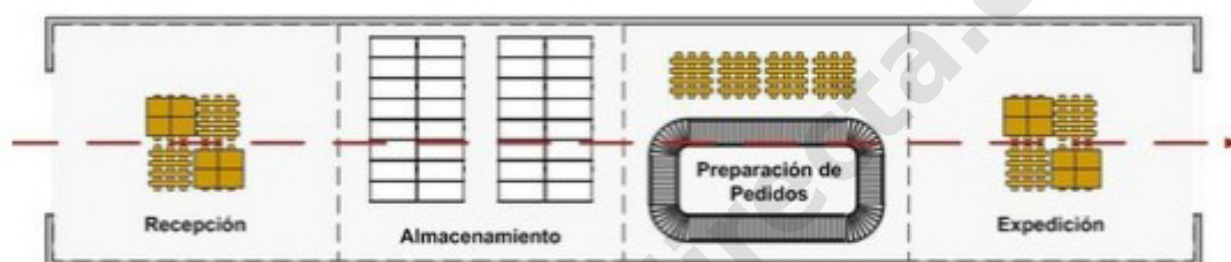 Recepción
Almacenamiento
Preparación de
Pedidos
Expedición